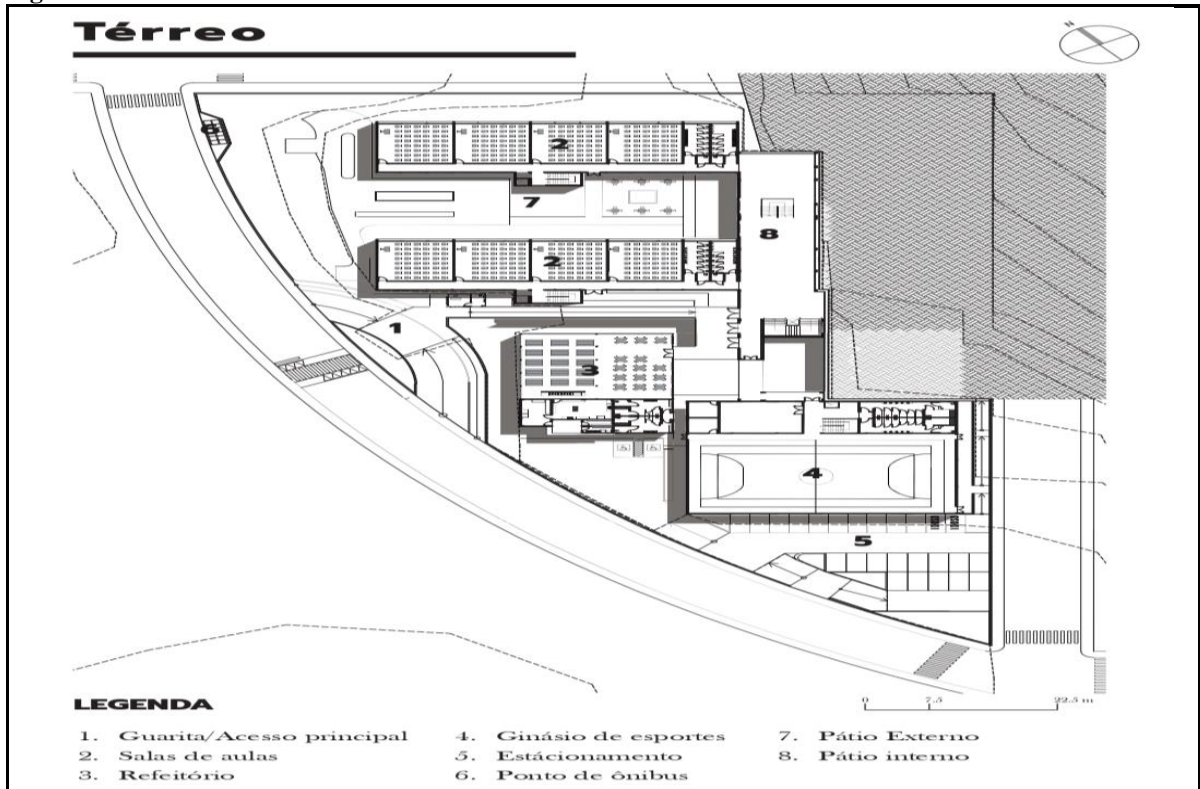 Térreo
N
6
2
7
8
2
1
3
4
5
LEGENDA
0 7.5 22.5 m
1. Guarita/Acesso principal
2. Salas de aulas
3. Refeitório
4. Ginásio de esportes
5. Estácionamento
6. Ponto de ônibus
7. Pátio Externo
8. Pátio interno